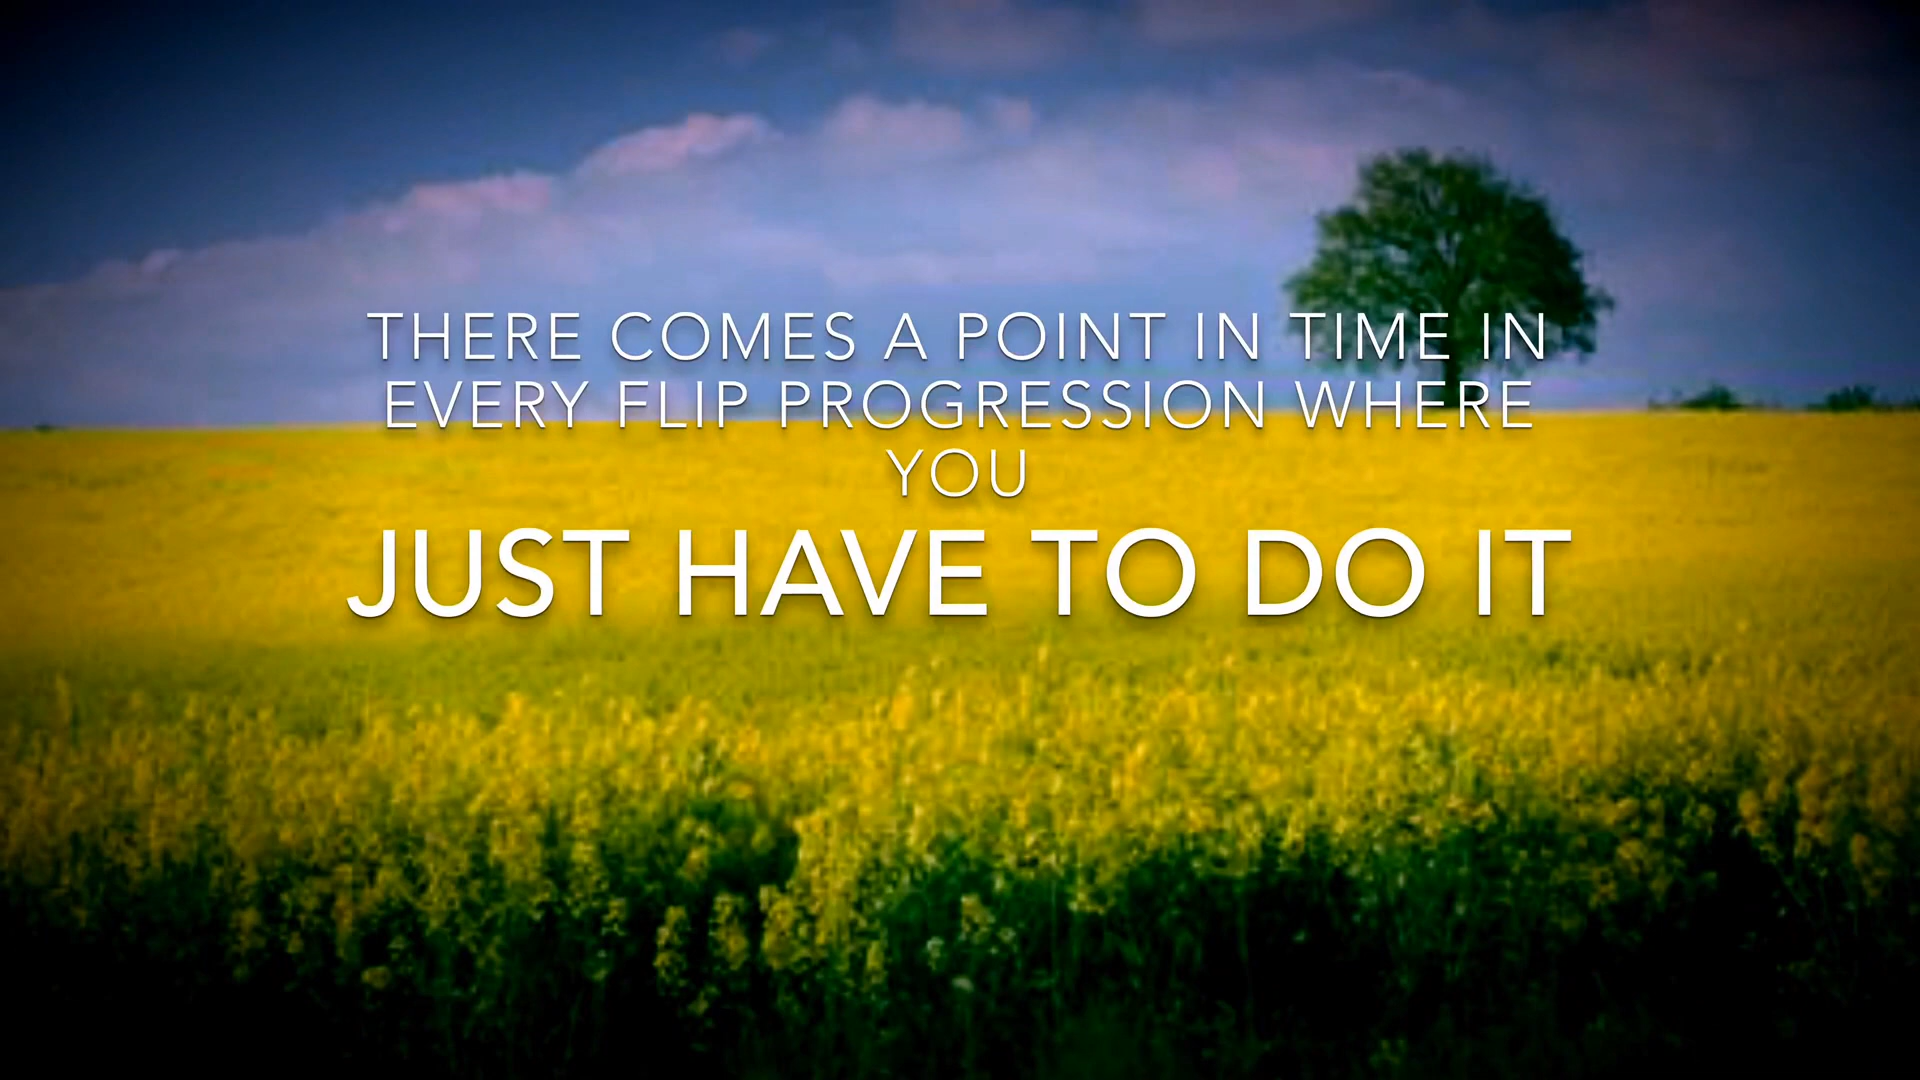 THERE COMES A POINT IN TIME IN
EVERY FLIP PROGRESSION WHERE
YOU
JUST HAVE TO DO IT